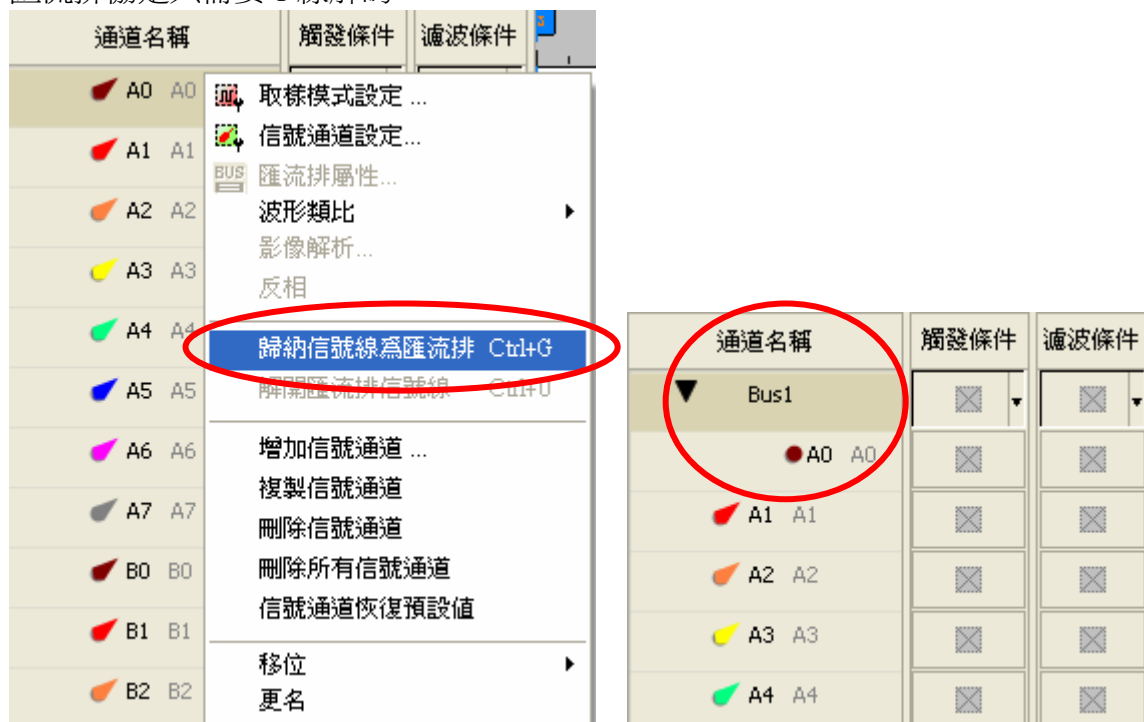 通道名稱 觸發條件 濾波條件
A0 A0
A1 A1
A2 A2
A3 A3
A4 A4
A5 A5
A6 A6
A7 A7
B0 B0
B1 B1
B2 B2
取樣模式設定 ...
信號通道設定...
BUS 匯流排屬性...
波形類比
影像解析...
反相
歸納信號線為匯流排 Ctrl+G
解開匯流排信號線 Ctrl+U
增加信號通道 ...
複製信號通道
刪除信號通道
刪除所有信號通道
信號通道恢復預設值
移位
更名
通道名稱 觸發條件 濾波條件
Bus1
A0 A0
A1 A1
A2 A2
A3 A3
A4 A4